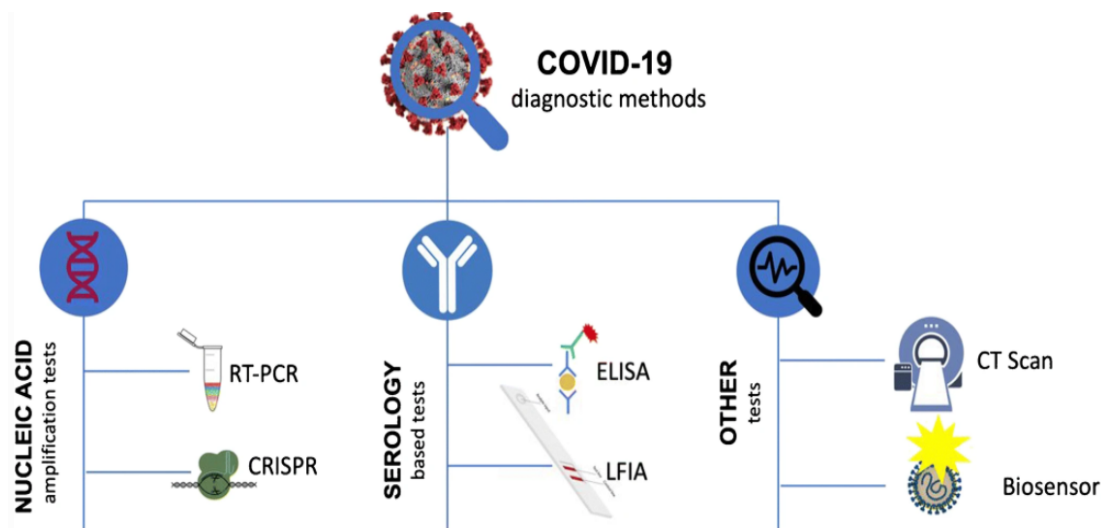 COVID-19
diagnostic methods
NUCLEIC ACID
amplification tests
RT-PCR
CRISPR
SEROLOGY
based tests
ELISA
LFIA
OTHER
tests
CT Scan
Biosensor